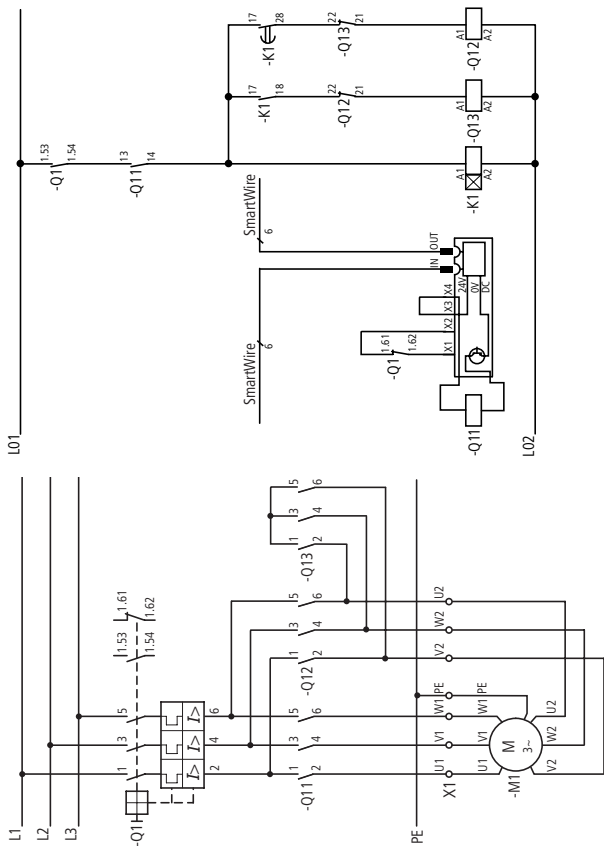 L01
1.53
1.54
-Q1
13
14
-Q11
17
18
-K1
17
28
-K1
22
21
-Q12
22
21
-Q13
A1
A2
-K1
A1
A2
-Q13
A1
A2
-Q12
SmartWire
6
SmartWire
6
IN
OUT
1.61
1.62
-Q1
X1
X2
X3
X4
24V
0V
DC
-Q11
L02
L1
L2
L3
-Q1
1
3
5
1.53
1.54
1.61
1.62
I>
I>
I>
2
4
6
-Q11
1
2
3
4
5
6
-Q12
1
2
3
4
5
6
-Q13
1
2
3
4
5
6
PE
X1
U1
V1
W1
PE
V2
W2
U2
U1
V1
W1
PE
-M1
M
3~
V2
W2
U2